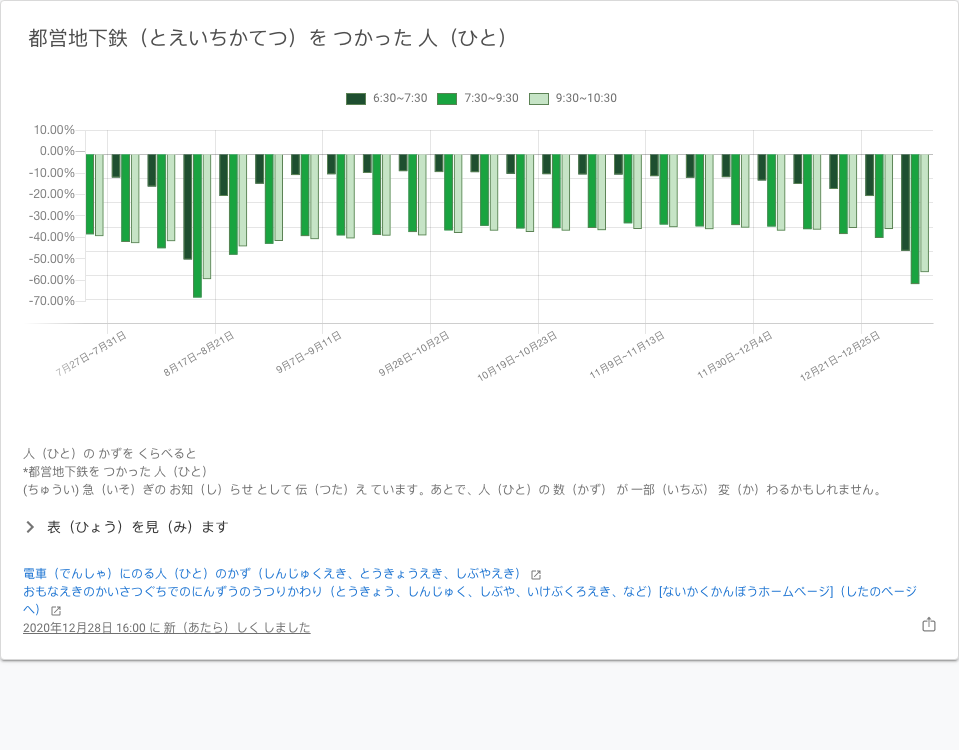 都営地下鉄（とえいちかてつ）を つかった 人（ひと）
6:30~7:30 7:30~9:30 9:30~10:30
10.00%
0.00%
-10.00%
-20.00%
-30.00%
-40.00%
-50.00%
-60.00%
-70.00%
7月27日~7月31日
8月17日~8月21日
9月7日~9月11日
9月28日~10月2日
10月19日~10月23日
11月9日~11月13日
11月30日~12月4日
12月21日~12月25日
人（ひと）の かずを くらべると
*都営地下鉄を つかった 人（ひと）
(ちゅうい) 急（いそ）ぎの お知（し）らせ として 伝（つた）え ています。あとで、人（ひと）の 数（かず） が 一部（いちぶ） 変（か）わるかもしれません。
表（ひょう）を見（み）ます
電車（でんしゃ）にのる人（ひと）のかず（しんじゅくえき、とうきょうえき、しぶやえき）
おもなえきのかいさつぐちでのにんずうのうつりかわり（とうきょう、しんじゅく、しぶや、いけぶくろえき、など）[ないかくかんぼうホームページ]（したのページ
へ）
2020年12月28日 16:00 に 新（あたら）しく しました